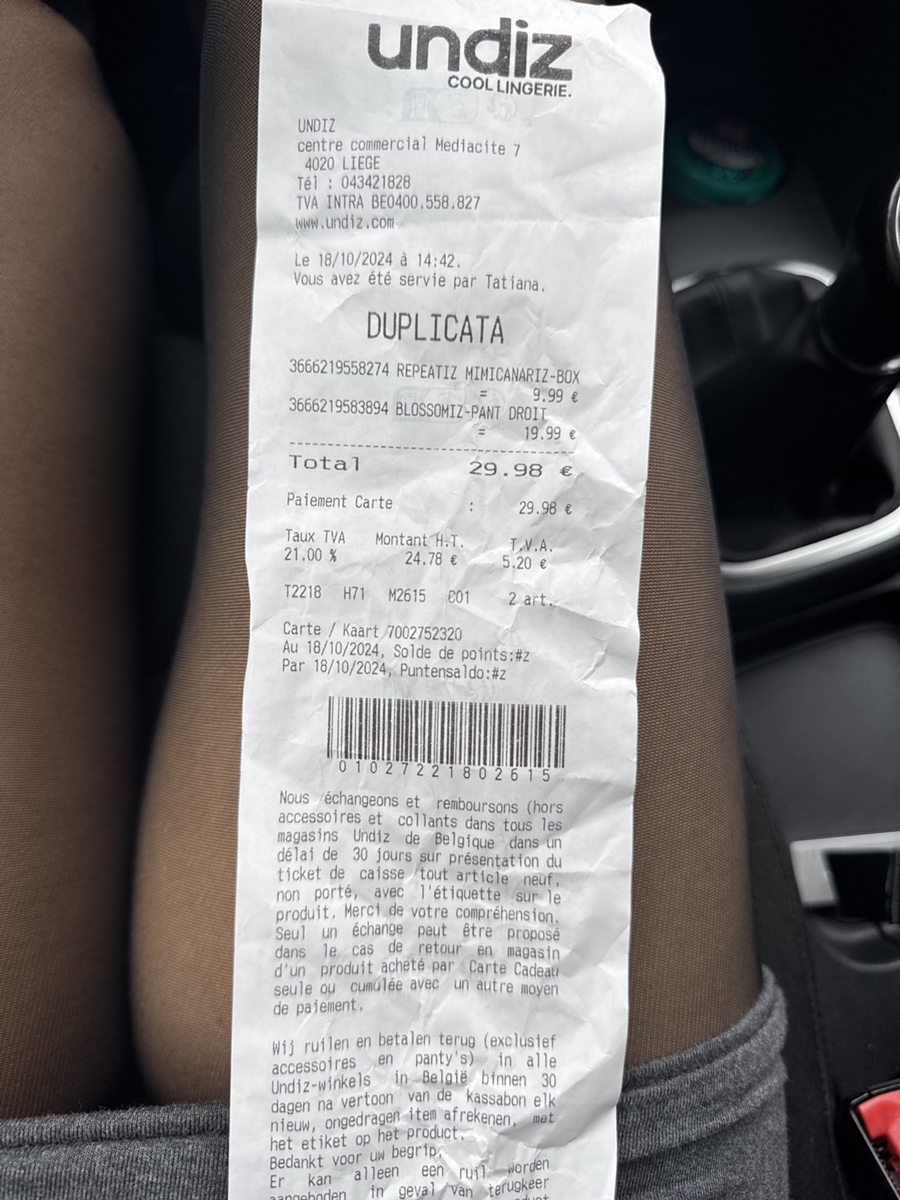 undiz
COOL LINGERIE.
UNDIZ
centre commercial Mediacite 7
4020 LIEGE
Tél : 043421828
TVA INTRA BE0400.558.827
www.undiz.com
Le 18/10/2024 à 14:42.
Vous avez été servie par Tatiana.
DUPLICATA
3666219558274 REPEATIZ MIMICANARIZ-BOX
= 9.99 €
3666219583894 BLOSSOMIZ-PANT DROIT
= 19.99 €
Total 29.98 €
Paiement Carte : 29.98 €
Taux TVA Montant H.T. T.V.A.
21.00 % 24.78 € 5.20 €
T2218 H71 M2615 C01 2 art.
Carte / Kaart 7002752320
Au 18/10/2024, Solde de points:#z
Par 18/10/2024, Puntensaldo:#z
01027221802615
Nous échangeons et remboursons (hors
accessoires et collants dans tous les
magasins Undiz de Belgique dans un
délai de 30 jours sur présentation du
ticket de caisse tout article neuf,
non porté, avec l'étiquette sur le
produit. Merci de votre compréhension.
Seul un échange peut être proposé
dans le cas de retour en magasin
d'un produit acheté par Carte Cadeau
seule ou cumulée avec un autre moyen
de paiement.
Wij ruilen en betalen terug (exclusief
accessoires en panty's) in alle
Undiz-winkels in België binnen 30
dagen na vertoon van de kassabon elk
nieuw, ongedragen item afrekenen, met
het etiket op het product.
Bedankt voor uw begrip.
Er kan alleen een ruil worden
aangeboden in geval van terugkeer